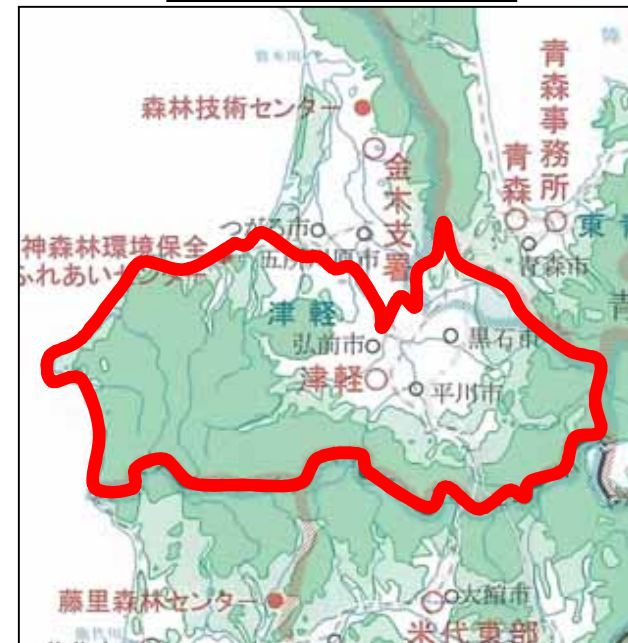 森林技術センター
金木支署
青森事務所
青森
東青
つがる市
五所川原市
青森市
神森林環境保全
ふれあいセンター
津軽
弘前市
黒石市
青
津軽
平川市
藤里森林センター
大館市
米代東部